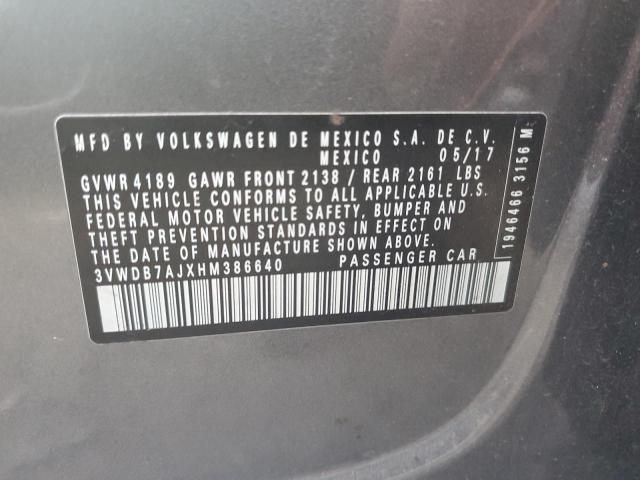 MFD BY VOLKSWAGEN DE MEXICO S.A. DE C.V.
MEXICO 05/17
GVWR 4189 GAWR FRONT 2138 / REAR 2161 LBS
THIS VEHICLE CONFORMS TO ALL APPLICABLE U.S.
FEDERAL MOTOR VEHICLE SAFETY, BUMPER AND
THEFT PREVENTION STANDARDS IN EFFECT ON
THE DATE OF MANUFACTURE SHOWN ABOVE.
3VWDB7AJXHM386640 PASSENGER CAR
1946466 3156 M